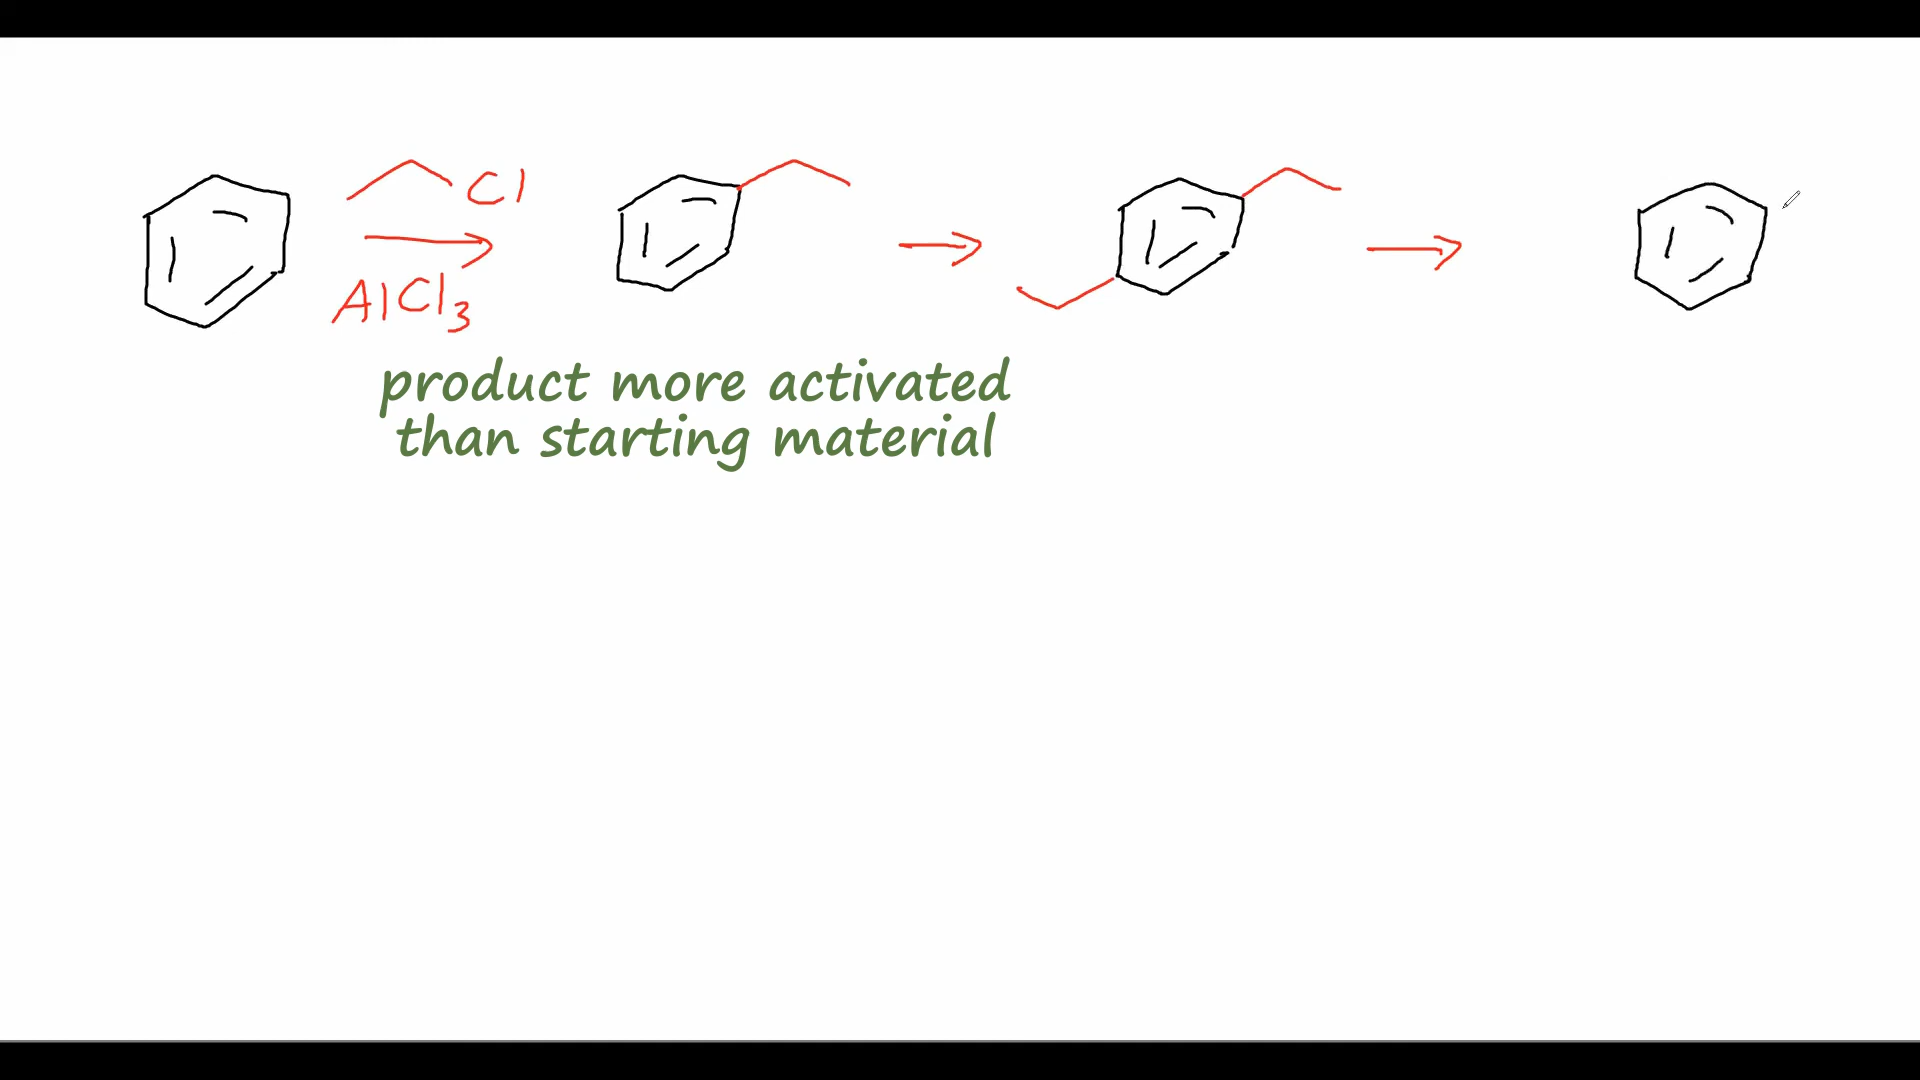 Cl
AlCl₃
product more activated
than starting material